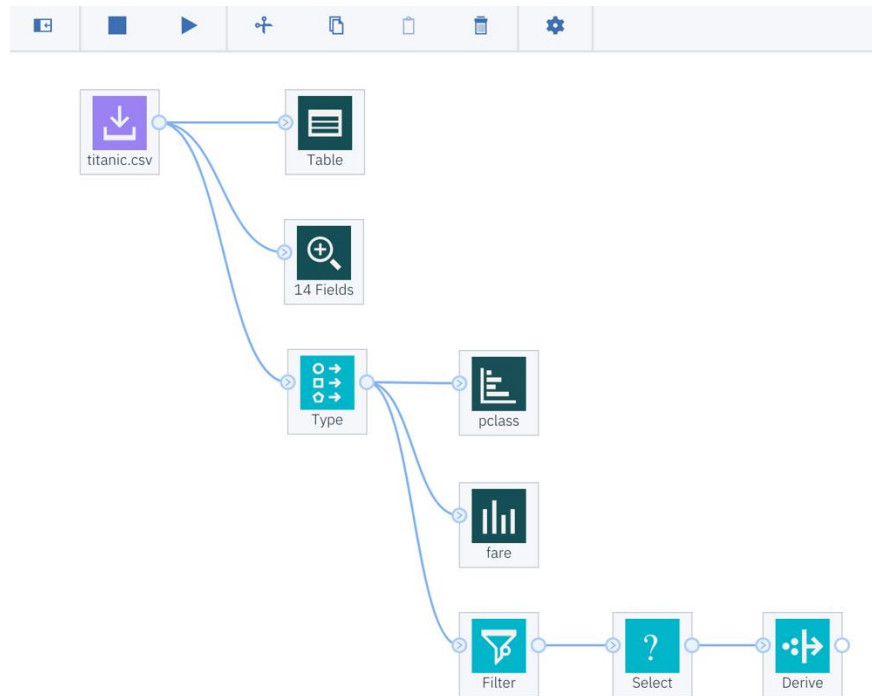 titanic.csv
Table
14 Fields
Type
pclass
fare
Filter
?
Select
Derive